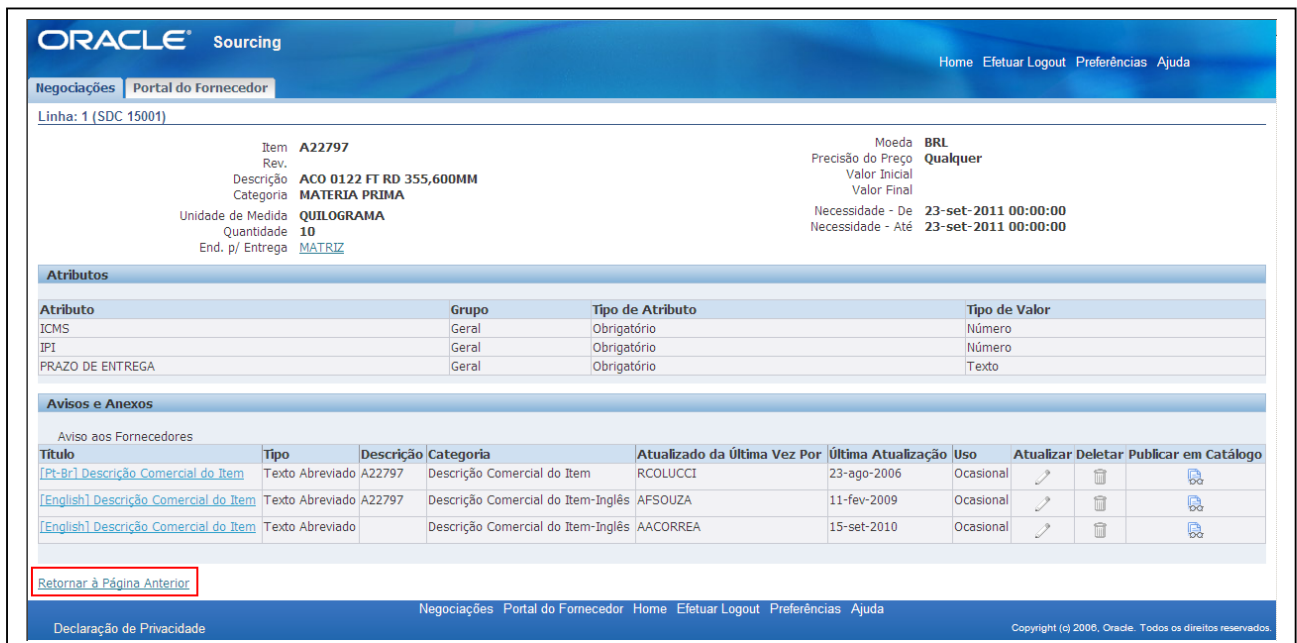 ORACLE® Sourcing
Home Efetuar Logout Preferências Ajuda
Negociações Portal do Fornecedor
Linha: 1 (SDC 15001)
Item A22797
Rev.
Descrição ACO 0122 FT RD 355,600MM
Categoria MATERIA PRIMA
Unidade de Medida QUILOGRAMA
Quantidade 10
End. p/ Entrega MATRIZ
Moeda BRL
Precisão do Preço Qualquer
Valor Inicial
Valor Final
Necessidade - De 23-set-2011 00:00:00
Necessidade - Até 23-set-2011 00:00:00
Atributos
Atributo Grupo Tipo de Atributo Tipo de Valor
ICMS Geral Obrigatório Número
IPI Geral Obrigatório Número
PRAZO DE ENTREGA Geral Obrigatório Texto
Avisos e Anexos
Aviso aos Fornecedores
Título Tipo Descrição Categoria Atualizado da Última Vez Por Última Atualização Uso Atualizar Deletar Publicar em Catálogo
[Pt-Br] Descrição Comercial do Item Texto Abreviado A22797 Descrição Comercial do Item RCOLUCCI 23-ago-2006 Ocasional
[English] Descrição Comercial do Item Texto Abreviado A22797 Descrição Comercial do Item-Inglês AFSOUZA 11-fev-2009 Ocasional
[English] Descrição Comercial do Item Texto Abreviado Descrição Comercial do Item-Inglês AACORREA 15-set-2010 Ocasional
Retornar à Página Anterior
Negociações Portal do Fornecedor Home Efetuar Logout Preferências Ajuda
Declaração de Privacidade Copyright (c) 2006, Oracle. Todos os direitos reservados.